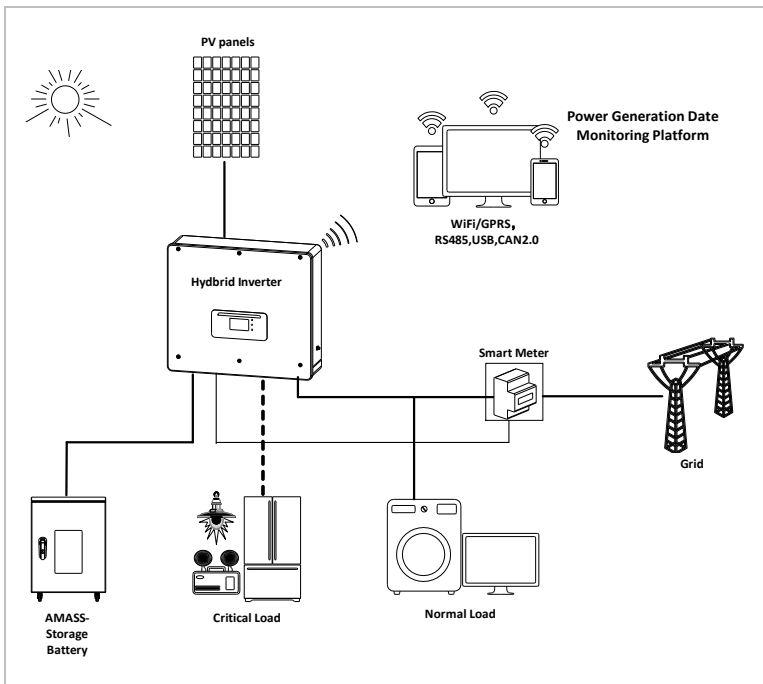 PV panels
Power Generation Date
Monitoring Platform
WiFi/GPRS，
RS485,USB,CAN2.0
Hydbrid Inverter
Smart Meter
Grid
AMASS-
Storage
Battery
Critical Load
Normal Load